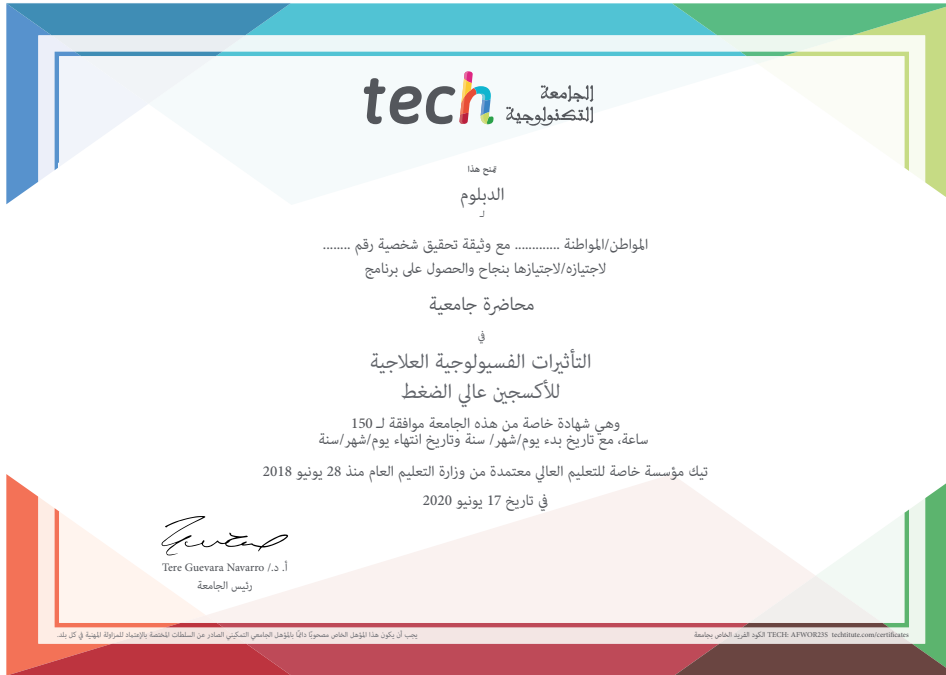 tech الجامعة
التكنولوجية
تمنح هذا
الدبلوم
لـ
المواطن/المواطنة ............. مع وثيقة تحقيق شخصية رقم ........
لاجتيازه/لاجتيازها بنجاح والحصول على برنامج
محاضرة جامعية
في
التأثيرات الفسيولوجية العلاجية
للأكسجين عالي الضغط
وهي شهادة خاصة من هذه الجامعة موافقة لـ 150
ساعة، مع تاريخ بدء يوم/شهر/ سنة وتاريخ انتهاء يوم/شهر/سنة
تيك مؤسسة خاصة للتعليم العالي معتمدة من وزارة التعليم العام منذ 28 يونيو 2018
في تاريخ 17 يونيو 2020
أ. د./ Tere Guevara Navarro
رئيس الجامعة
يجب أن يكون هذا المؤهل الخاص مصحوبًا دائمًا بالمؤهل الجامعي التمكيني الصادر عن السلطات المختصة بالإعتماد للمزاولة المهنية في كل بلد.
الكود الفريد الخاص بجامعة TECH: AFWOR23S techtitute.com/certificates